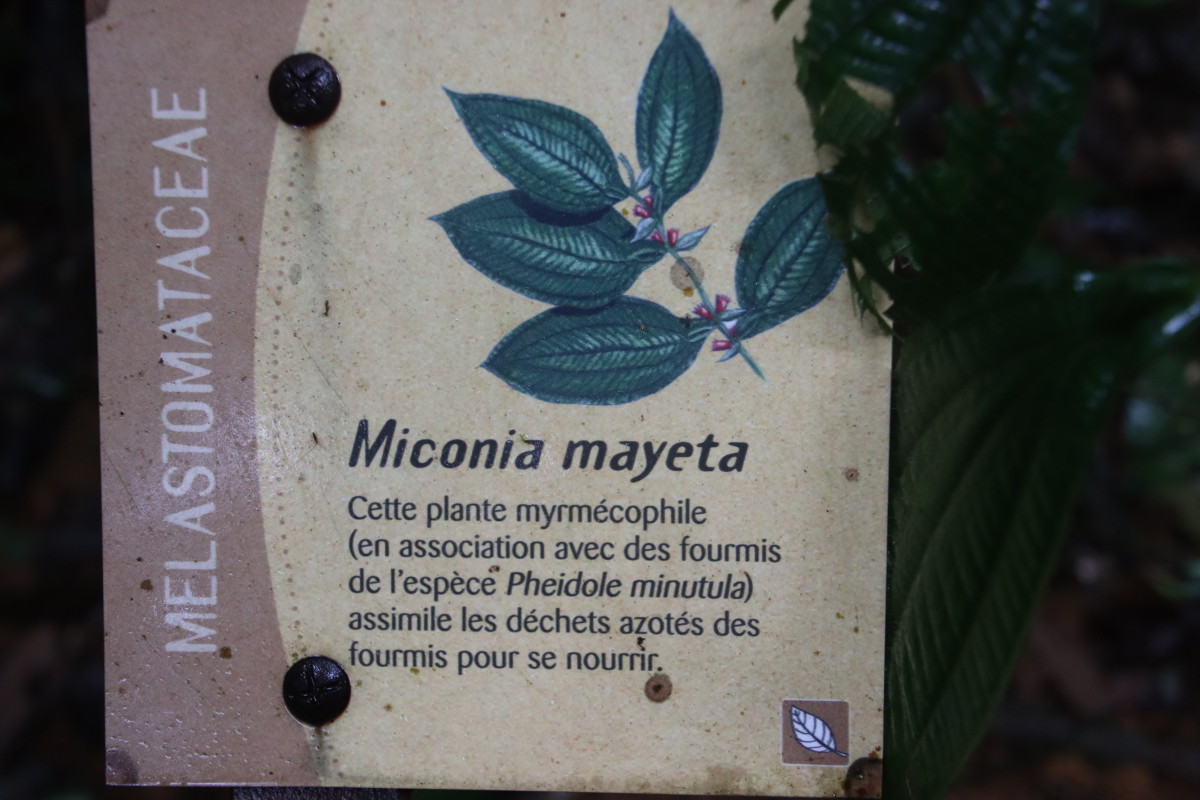 MELASTOMATACEAE
Miconia mayeta
Cette plante myrmécophile
(en association avec des fourmis
de l'espèce Pheidole minutula)
assimile les déchets azotés des
fourmis pour se nourrir.